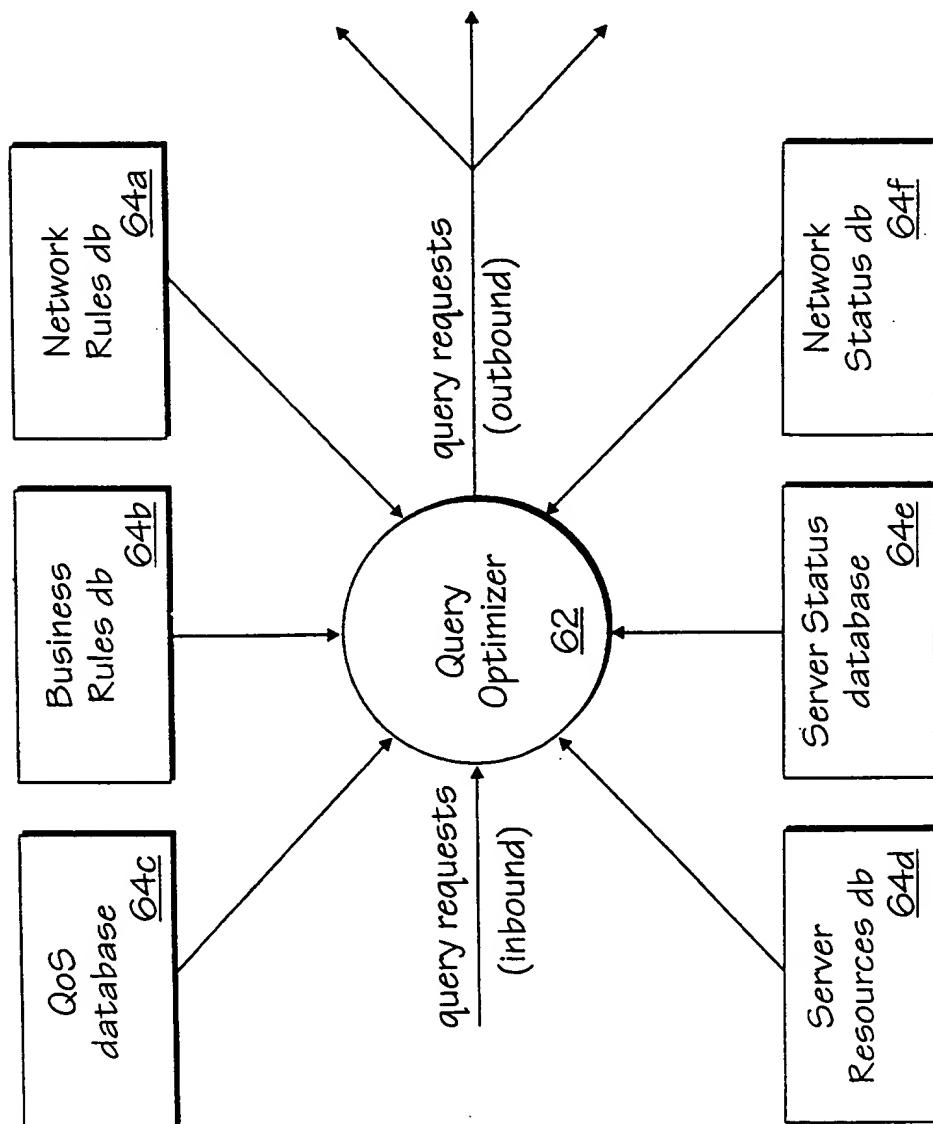 QoS
database
64c
Business
Rules db
64b
Network
Rules db
64a
query requests
(inbound)
Query
Optimizer
62
query requests
(outbound)
Server
Resources db
64d
Server Status
database
64e
Network
Status db
64f